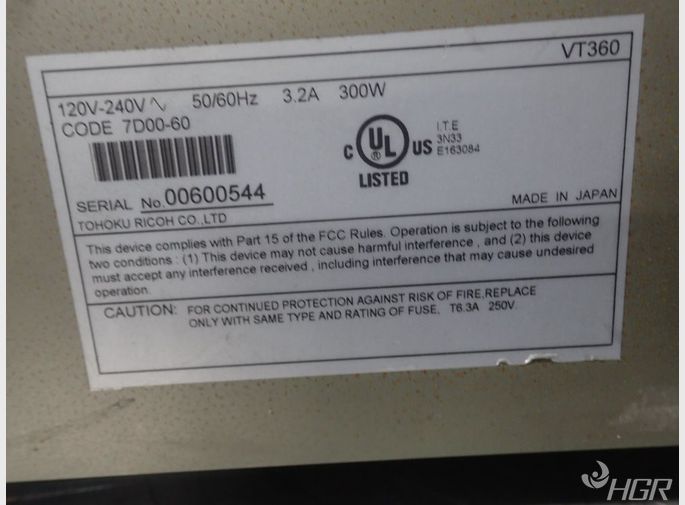 VT360
120V-240V∿ 50/60Hz 3.2A 300W
CODE 7D00-60
C UL ® US LISTED
I.T.E
3N33
E163084
SERIAL No.00600544
TOHOKU RICOH CO.,LTD
MADE IN JAPAN
This device complies with Part 15 of the FCC Rules. Operation is subject to the following
two conditions : (1) This device may not cause harmful interference , and (2) this device
must accept any interference received , including interference that may cause undesired
operation.
CAUTION: FOR CONTINUED PROTECTION AGAINST RISK OF FIRE,REPLACE
ONLY WITH SAME TYPE AND RATING OF FUSE, T6.3A 250V.
HGR